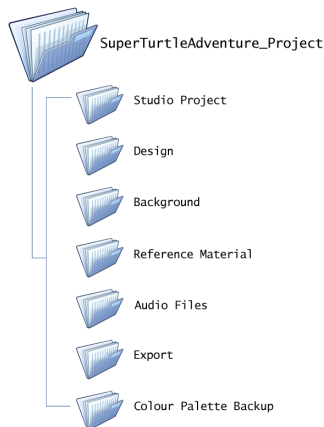 SuperTurtleAdventure_Project
Studio Project
Design
Background
Reference Material
Audio Files
Export
Colour Palette Backup